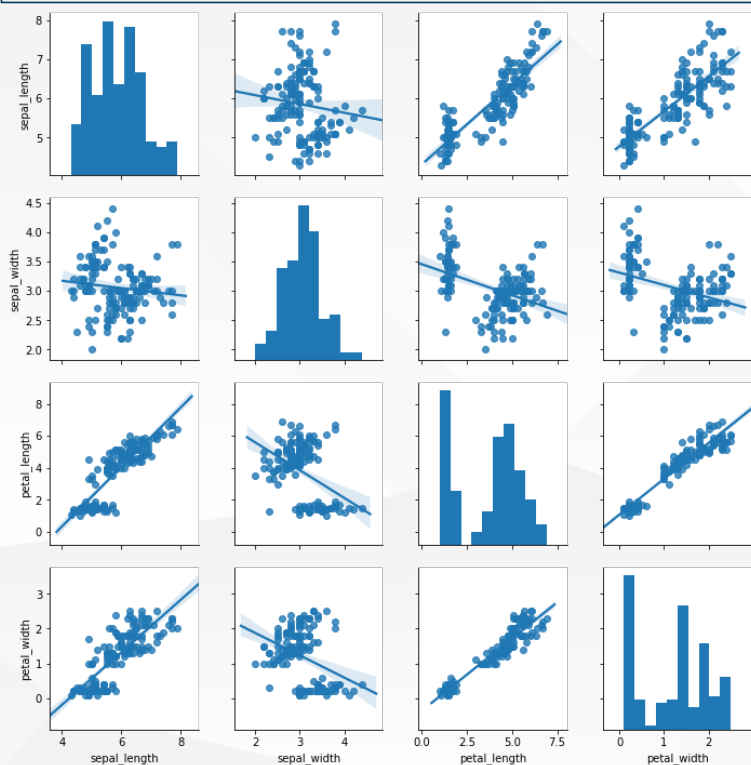 8
7
6
5
sepal_length
4.5
4.0
3.5
3.0
2.5
2.0
sepal_width
8
6
4
2
0
petal_length
3
2
1
0
petal_width
4 6 8
2 3 4
0.0 2.5 5.0 7.5
0 1 2
sepal_length sepal_width petal_length petal_width